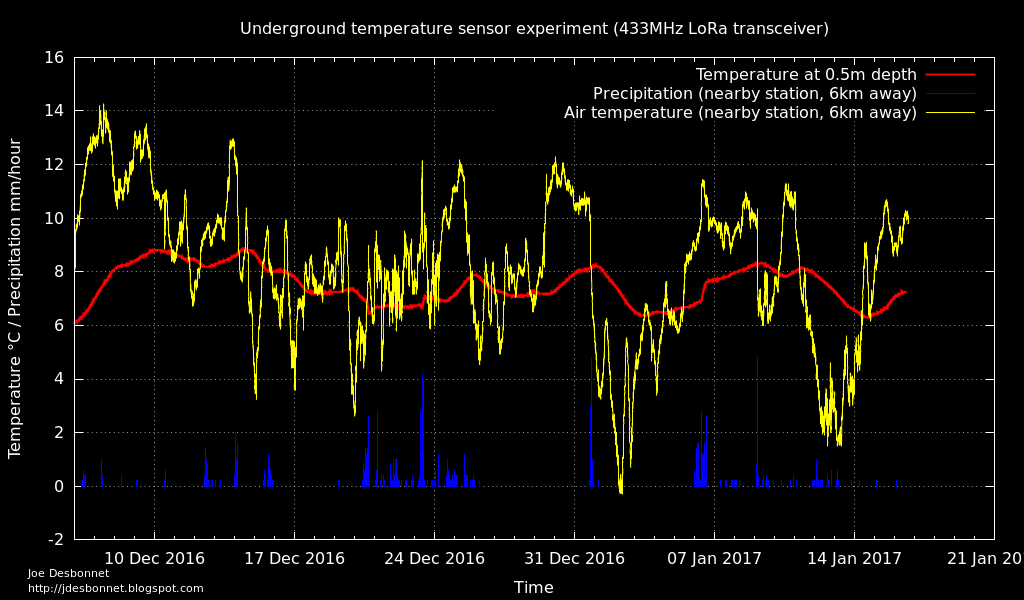 Underground temperature sensor experiment (433MHz LoRa transceiver)
Temperature at 0.5m depth
Precipitation (nearby station, 6km away)
Air temperature (nearby station, 6km away)
Temperature °C / Precipitation mm/hour
16
14
12
10
8
6
4
2
0
-2
10 Dec 2016
17 Dec 2016
24 Dec 2016
31 Dec 2016
07 Jan 2017
14 Jan 2017
21 Jan 20
Time
Joe Desbonnet
http://jdesbonnet.blogspot.com